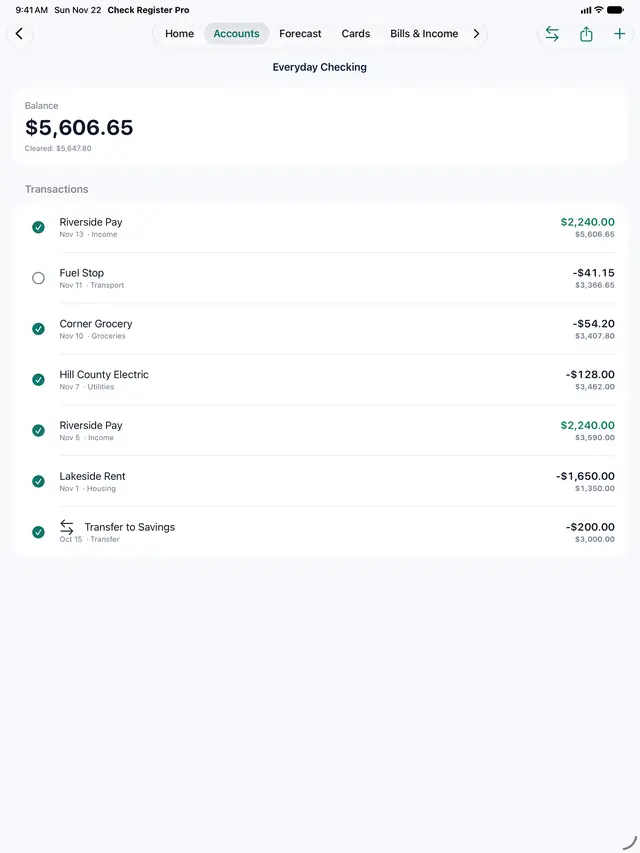 9:41 AM Sun Nov 22 Check Register Pro
Home Accounts Forecast Cards Bills & Income
Everyday Checking
Balance
$5,606.65
Cleared: $5,647.80
Transactions
Riverside Pay $2,240.00
Nov 13 · Income $5,606.65
Fuel Stop -$41.15
Nov 11 · Transport $3,366.65
Corner Grocery -$54.20
Nov 10 · Groceries $3,407.80
Hill County Electric -$128.00
Nov 7 · Utilities $3,462.00
Riverside Pay $2,240.00
Nov 5 · Income $3,590.00
Lakeside Rent -$1,650.00
Nov 1 · Housing $1,350.00
Transfer to Savings -$200.00
Oct 15 · Transfer $3,000.00